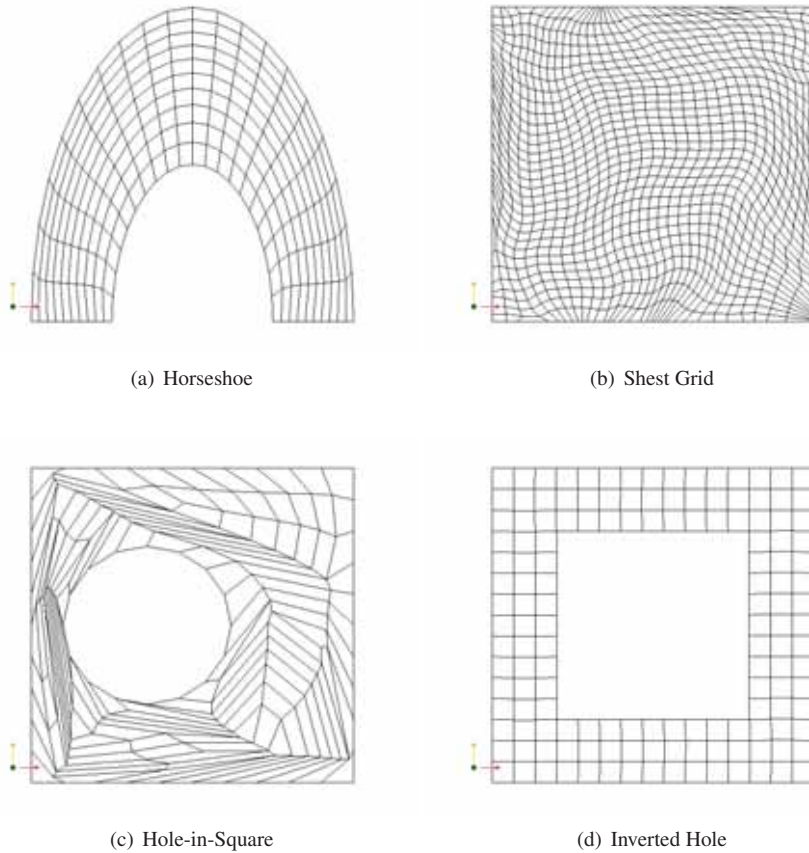 (a) Horseshoe
(b) Shest Grid
(c) Hole-in-Square
(d) Inverted Hole